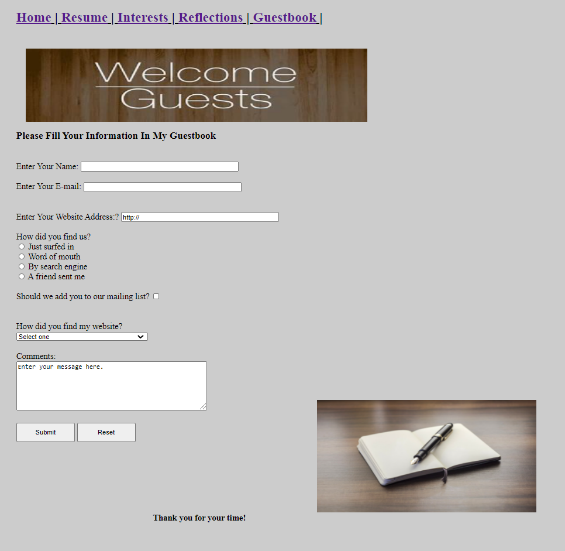 Home | Resume | Interests | Reflections | Guestbook |
Welcome
Guests
Please Fill Your Information In My Guestbook
Enter Your Name:
Enter Your E-mail:
Enter Your Website Address:? http://
How did you find us?
Just surfed in
Word of mouth
By search engine
A friend sent me
Should we add you to our mailing list?
How did you find my website?
Select one
Comments:
Enter your message here.
Submit Reset
Thank you for your time!